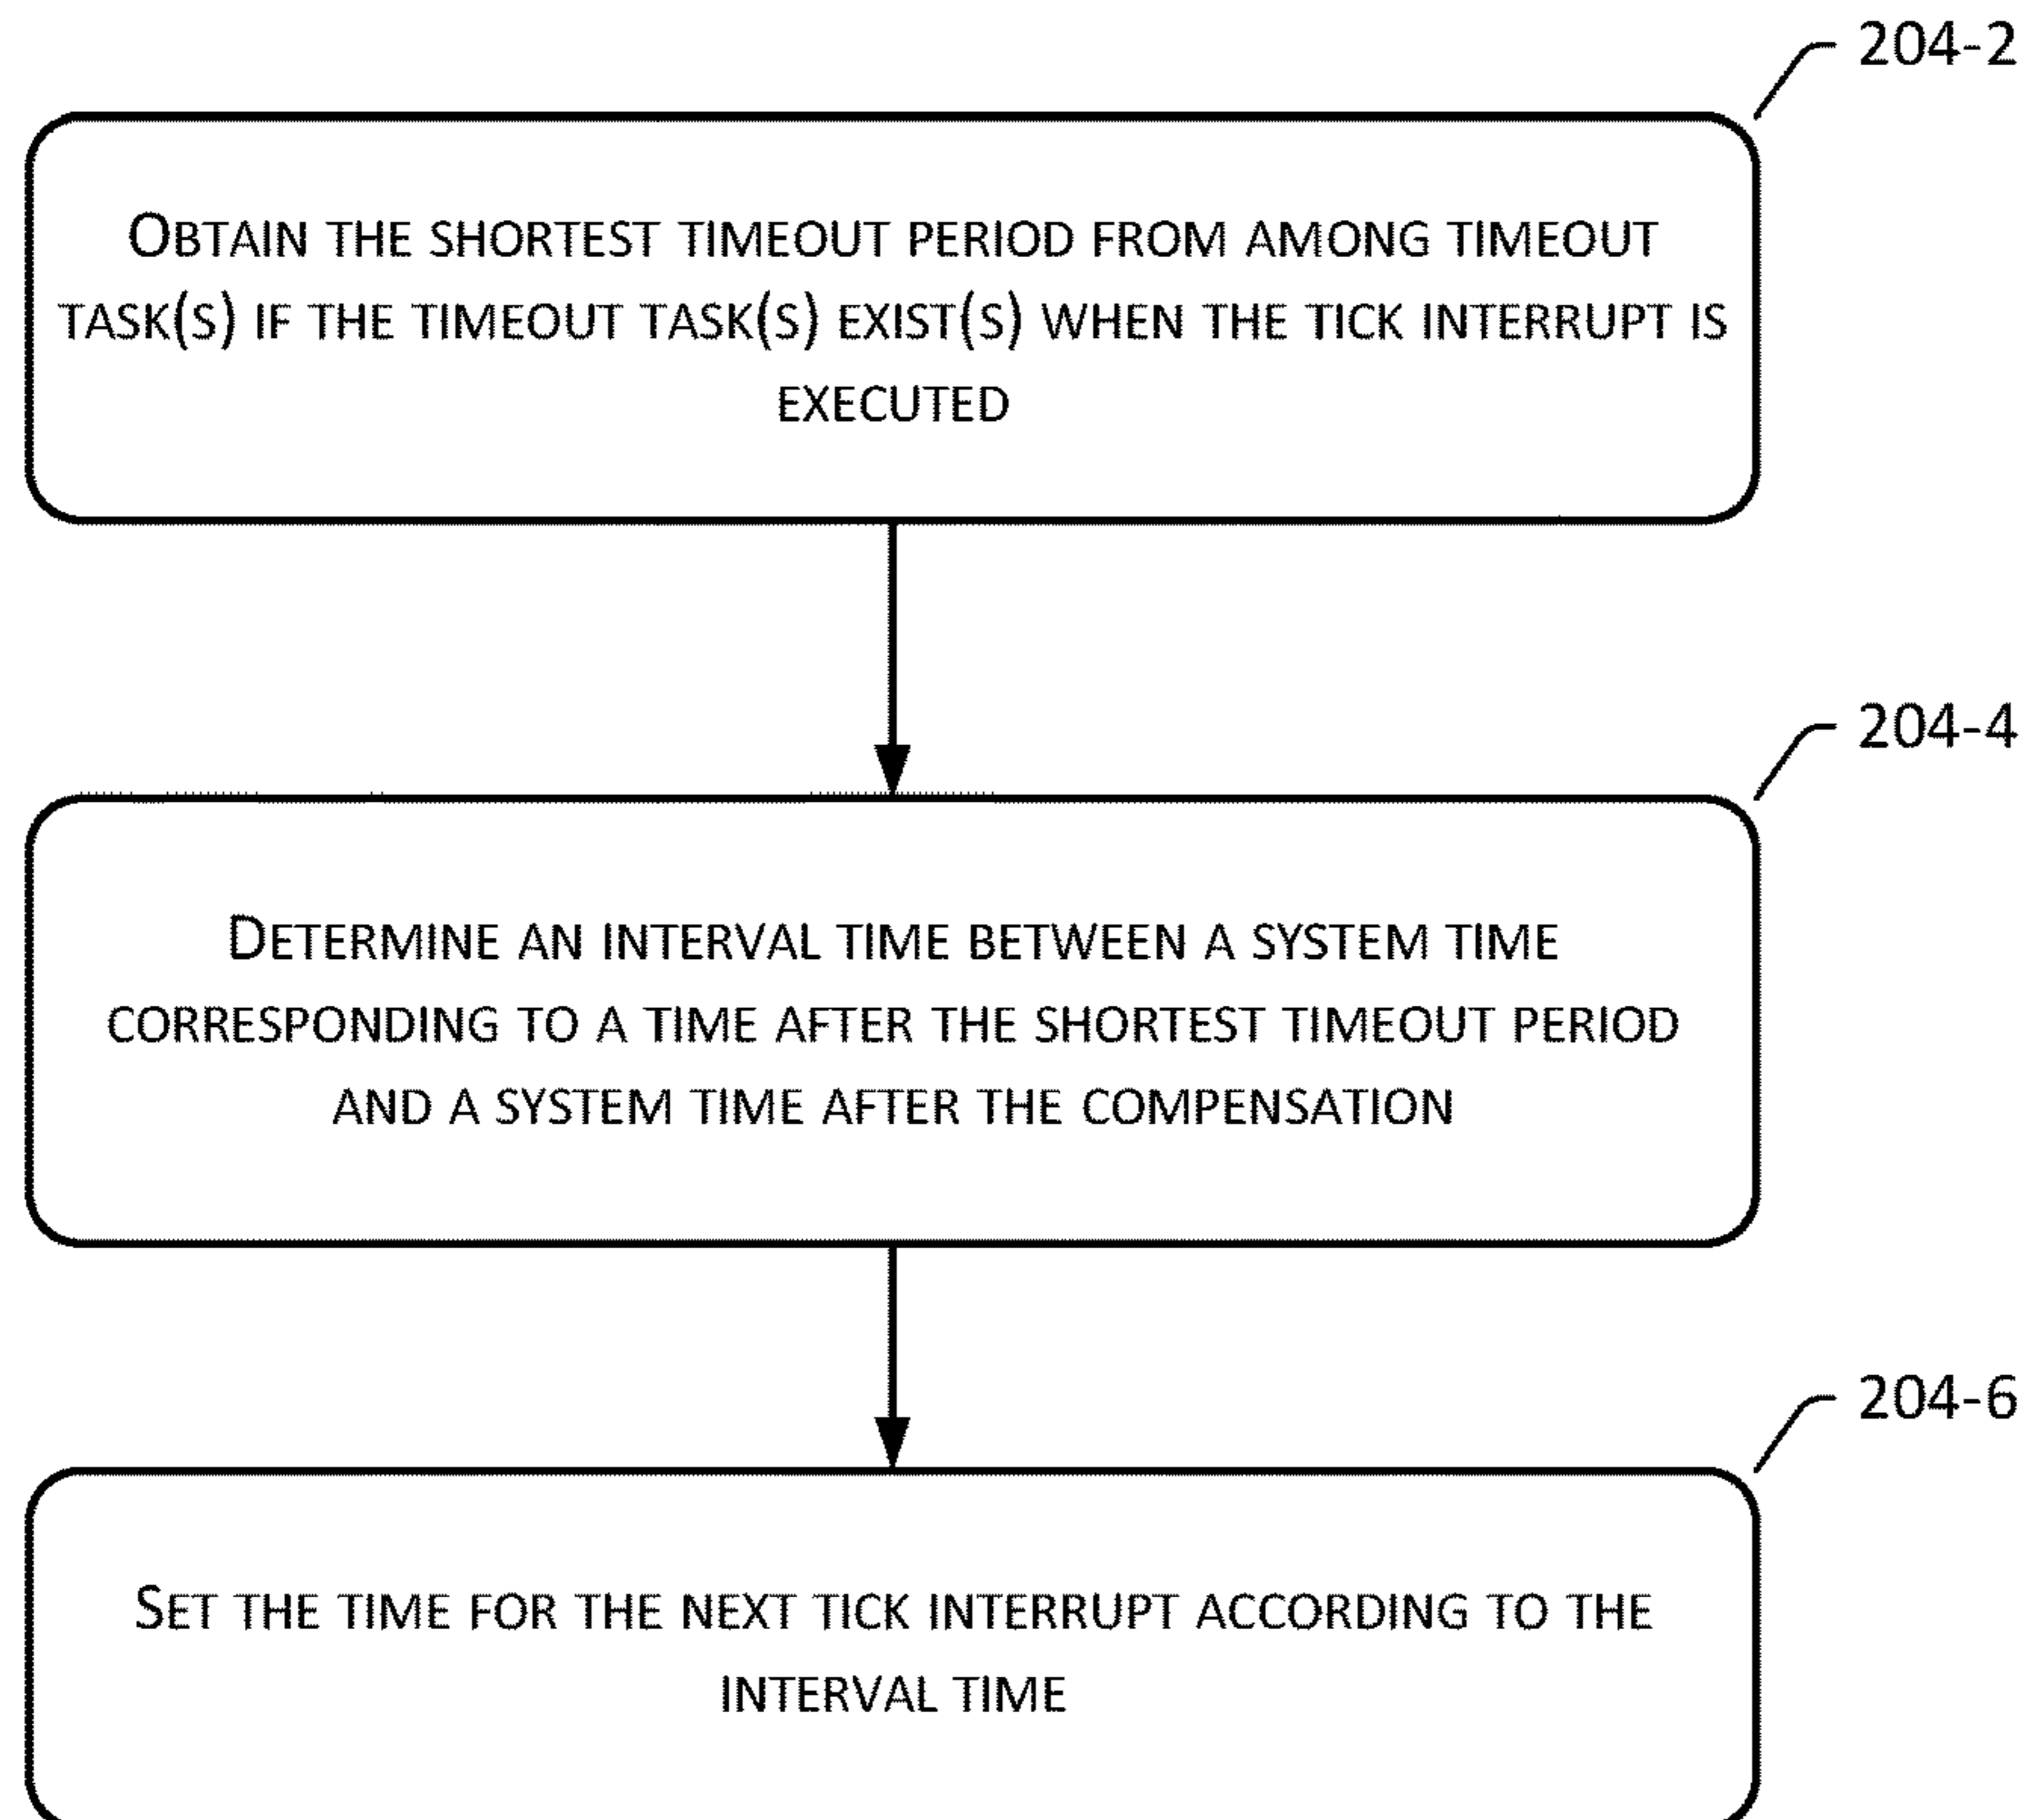 204-2
OBTAIN THE SHORTEST TIMEOUT PERIOD FROM AMONG TIMEOUT
TASK(S) IF THE TIMEOUT TASK(S) EXIST(S) WHEN THE TICK INTERRUPT IS
EXECUTED
204-4
DETERMINE AN INTERVAL TIME BETWEEN A SYSTEM TIME
CORRESPONDING TO A TIME AFTER THE SHORTEST TIMEOUT PERIOD
AND A SYSTEM TIME AFTER THE COMPENSATION
204-6
SET THE TIME FOR THE NEXT TICK INTERRUPT ACCORDING TO THE
INTERVAL TIME